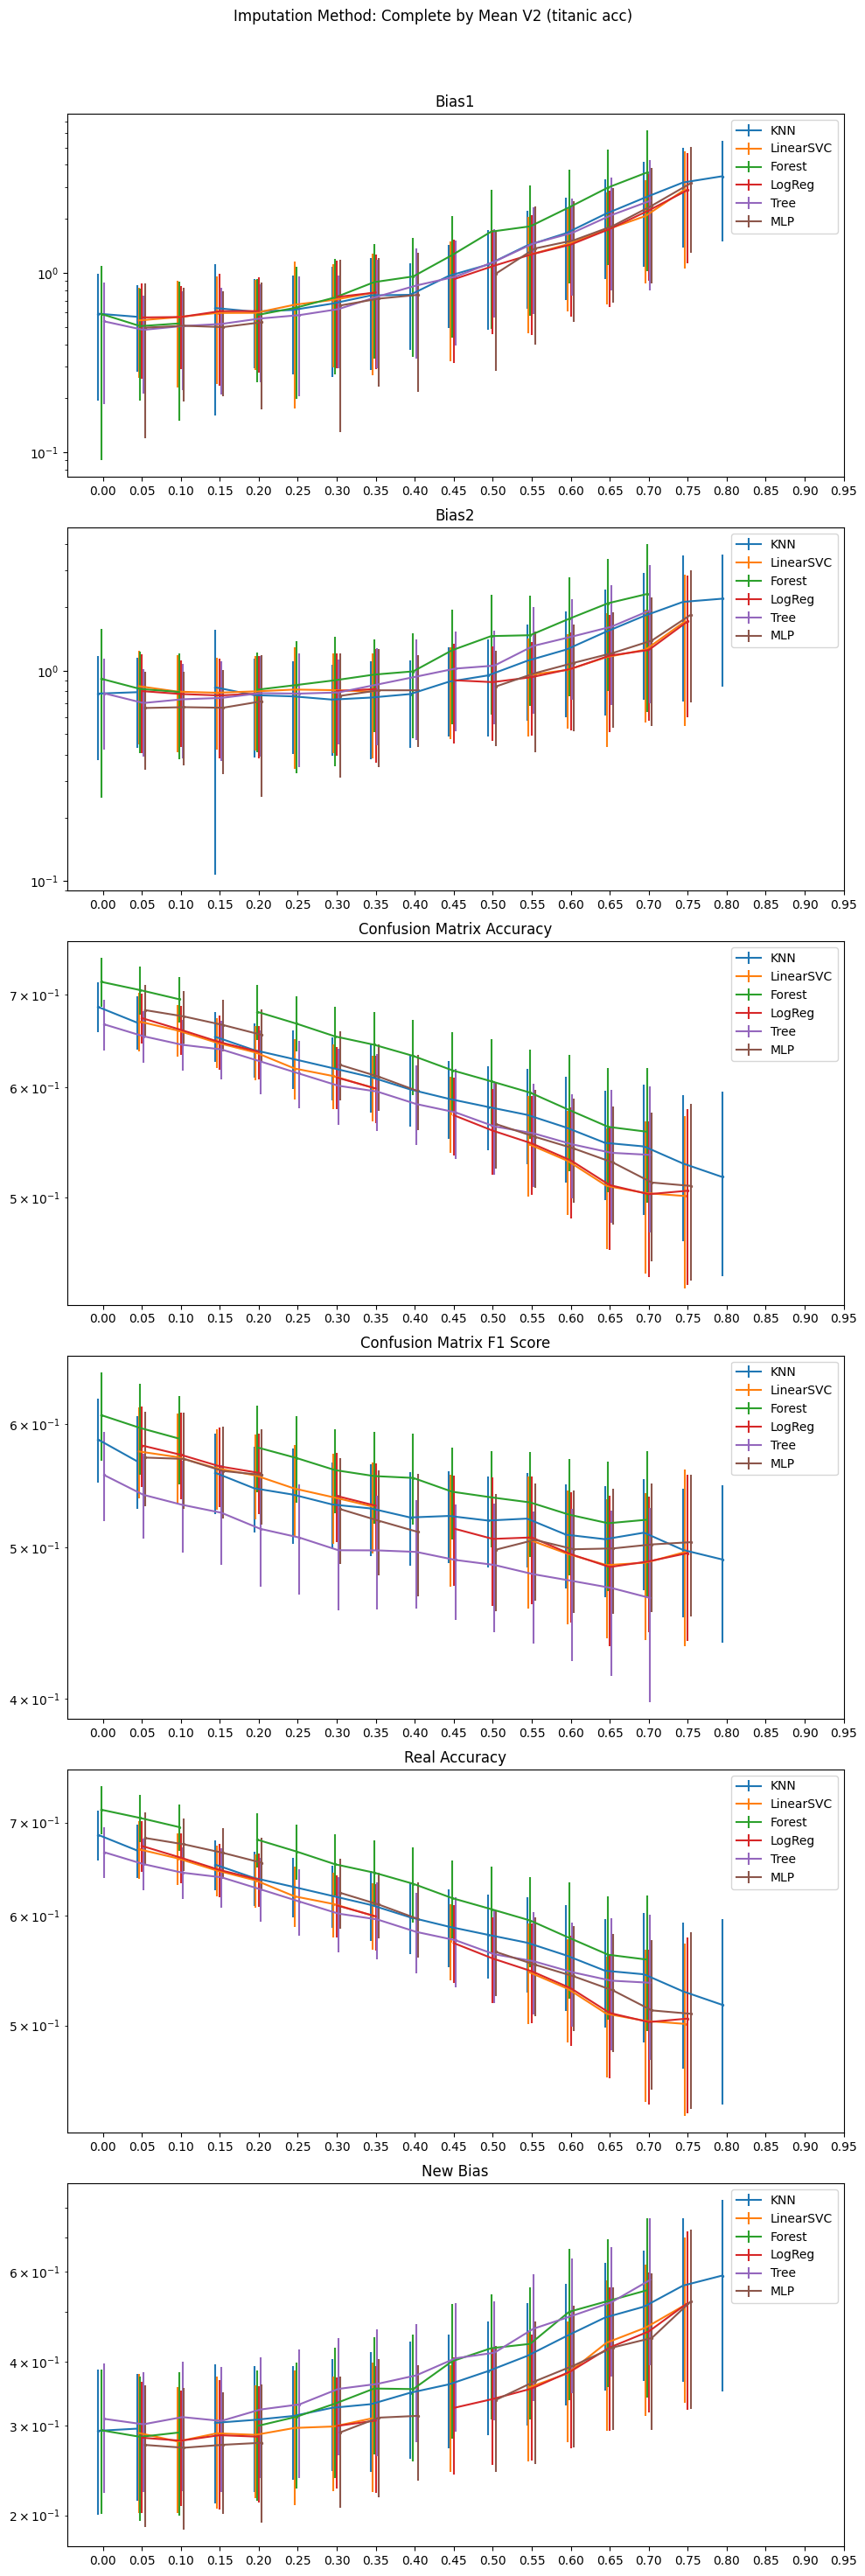 Imputation Method: Complete by Mean V2 (titanic acc)
Bias1
10^0
10^-1
KNN
LinearSVC
Forest
LogReg
Tree
MLP
0.00 0.05 0.10 0.15 0.20 0.25 0.30 0.35 0.40 0.45 0.50 0.55 0.60 0.65 0.70 0.75 0.80 0.85 0.90 0.95
Bias2
10^0
10^-1
KNN
LinearSVC
Forest
LogReg
Tree
MLP
0.00 0.05 0.10 0.15 0.20 0.25 0.30 0.35 0.40 0.45 0.50 0.55 0.60 0.65 0.70 0.75 0.80 0.85 0.90 0.95
Confusion Matrix Accuracy
7 × 10^-1
6 × 10^-1
5 × 10^-1
KNN
LinearSVC
Forest
LogReg
Tree
MLP
0.00 0.05 0.10 0.15 0.20 0.25 0.30 0.35 0.40 0.45 0.50 0.55 0.60 0.65 0.70 0.75 0.80 0.85 0.90 0.95
Confusion Matrix F1 Score
6 × 10^-1
5 × 10^-1
4 × 10^-1
KNN
LinearSVC
Forest
LogReg
Tree
MLP
0.00 0.05 0.10 0.15 0.20 0.25 0.30 0.35 0.40 0.45 0.50 0.55 0.60 0.65 0.70 0.75 0.80 0.85 0.90 0.95
Real Accuracy
7 × 10^-1
6 × 10^-1
5 × 10^-1
KNN
LinearSVC
Forest
LogReg
Tree
MLP
0.00 0.05 0.10 0.15 0.20 0.25 0.30 0.35 0.40 0.45 0.50 0.55 0.60 0.65 0.70 0.75 0.80 0.85 0.90 0.95
New Bias
6 × 10^-1
4 × 10^-1
3 × 10^-1
2 × 10^-1
KNN
LinearSVC
Forest
LogReg
Tree
MLP
0.00 0.05 0.10 0.15 0.20 0.25 0.30 0.35 0.40 0.45 0.50 0.55 0.60 0.65 0.70 0.75 0.80 0.85 0.90 0.95